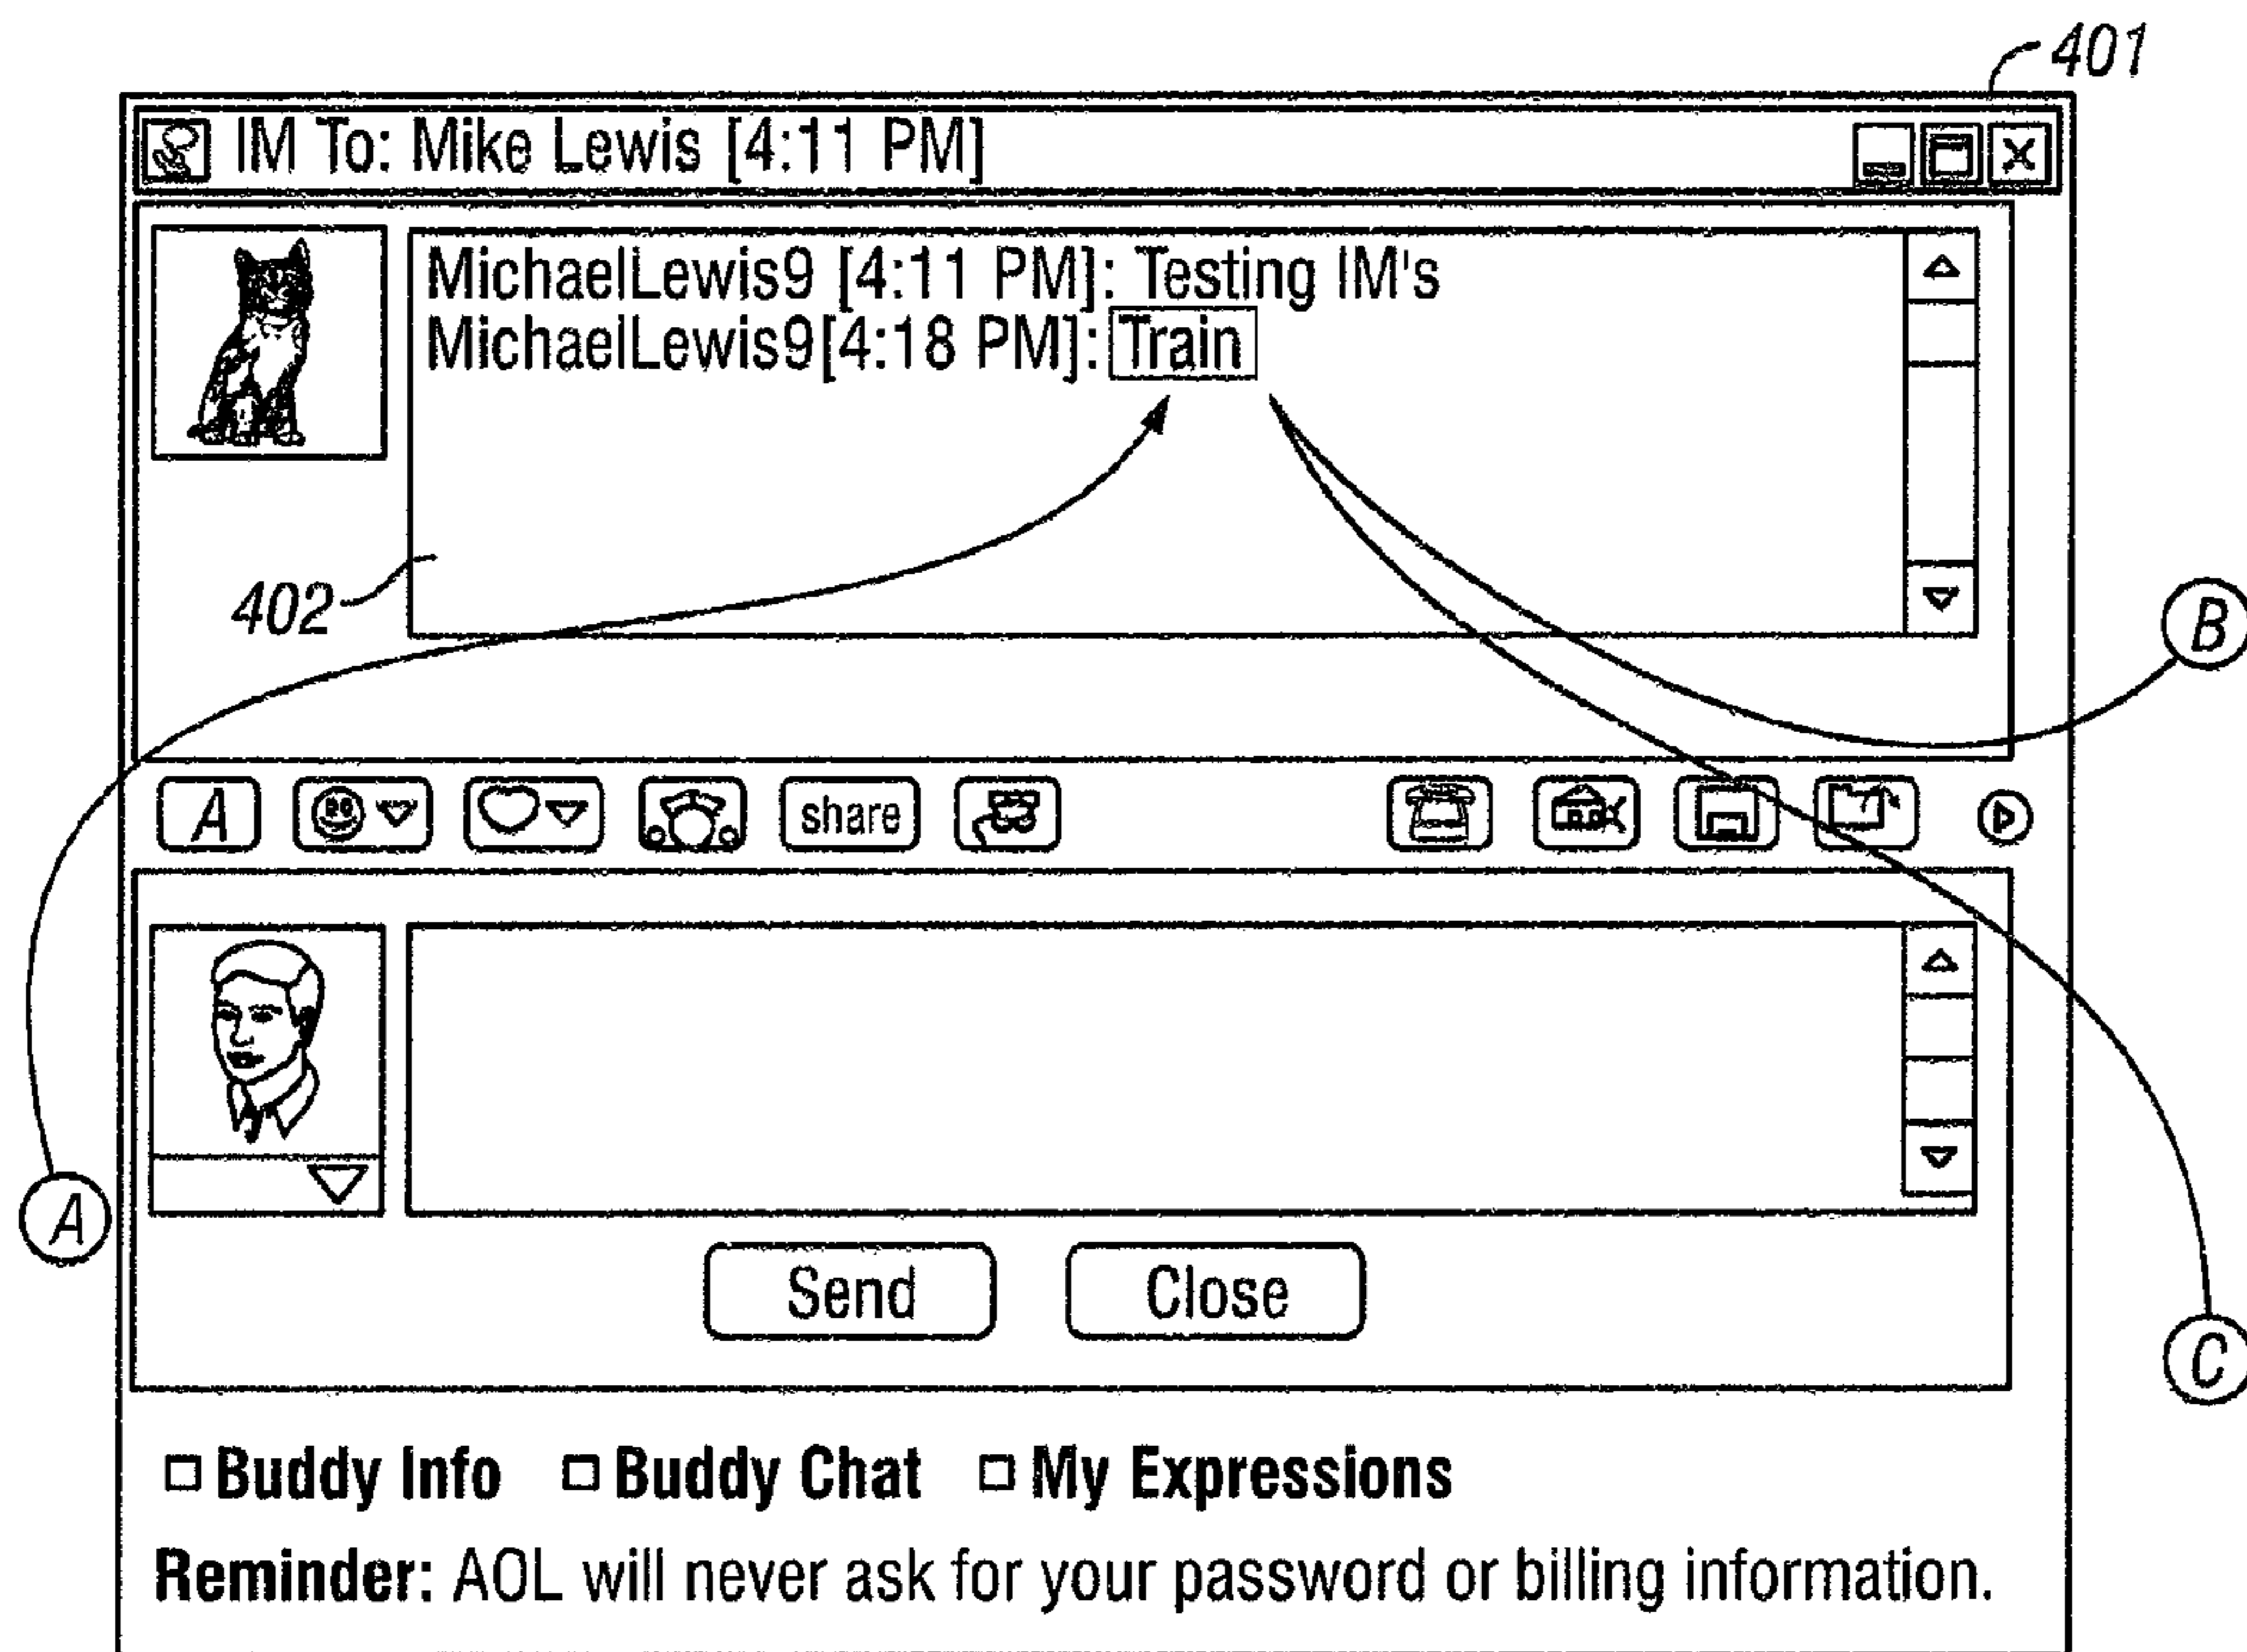 401
IM To: Mike Lewis [4:11 PM]
MichaelLewis9 [4:11 PM]: Testing IM's
MichaelLewis9[4:18 PM]: Train
402
B
A share
A
Send Close
C
Buddy Info Buddy Chat My Expressions
Reminder: AOL will never ask for your password or billing information.